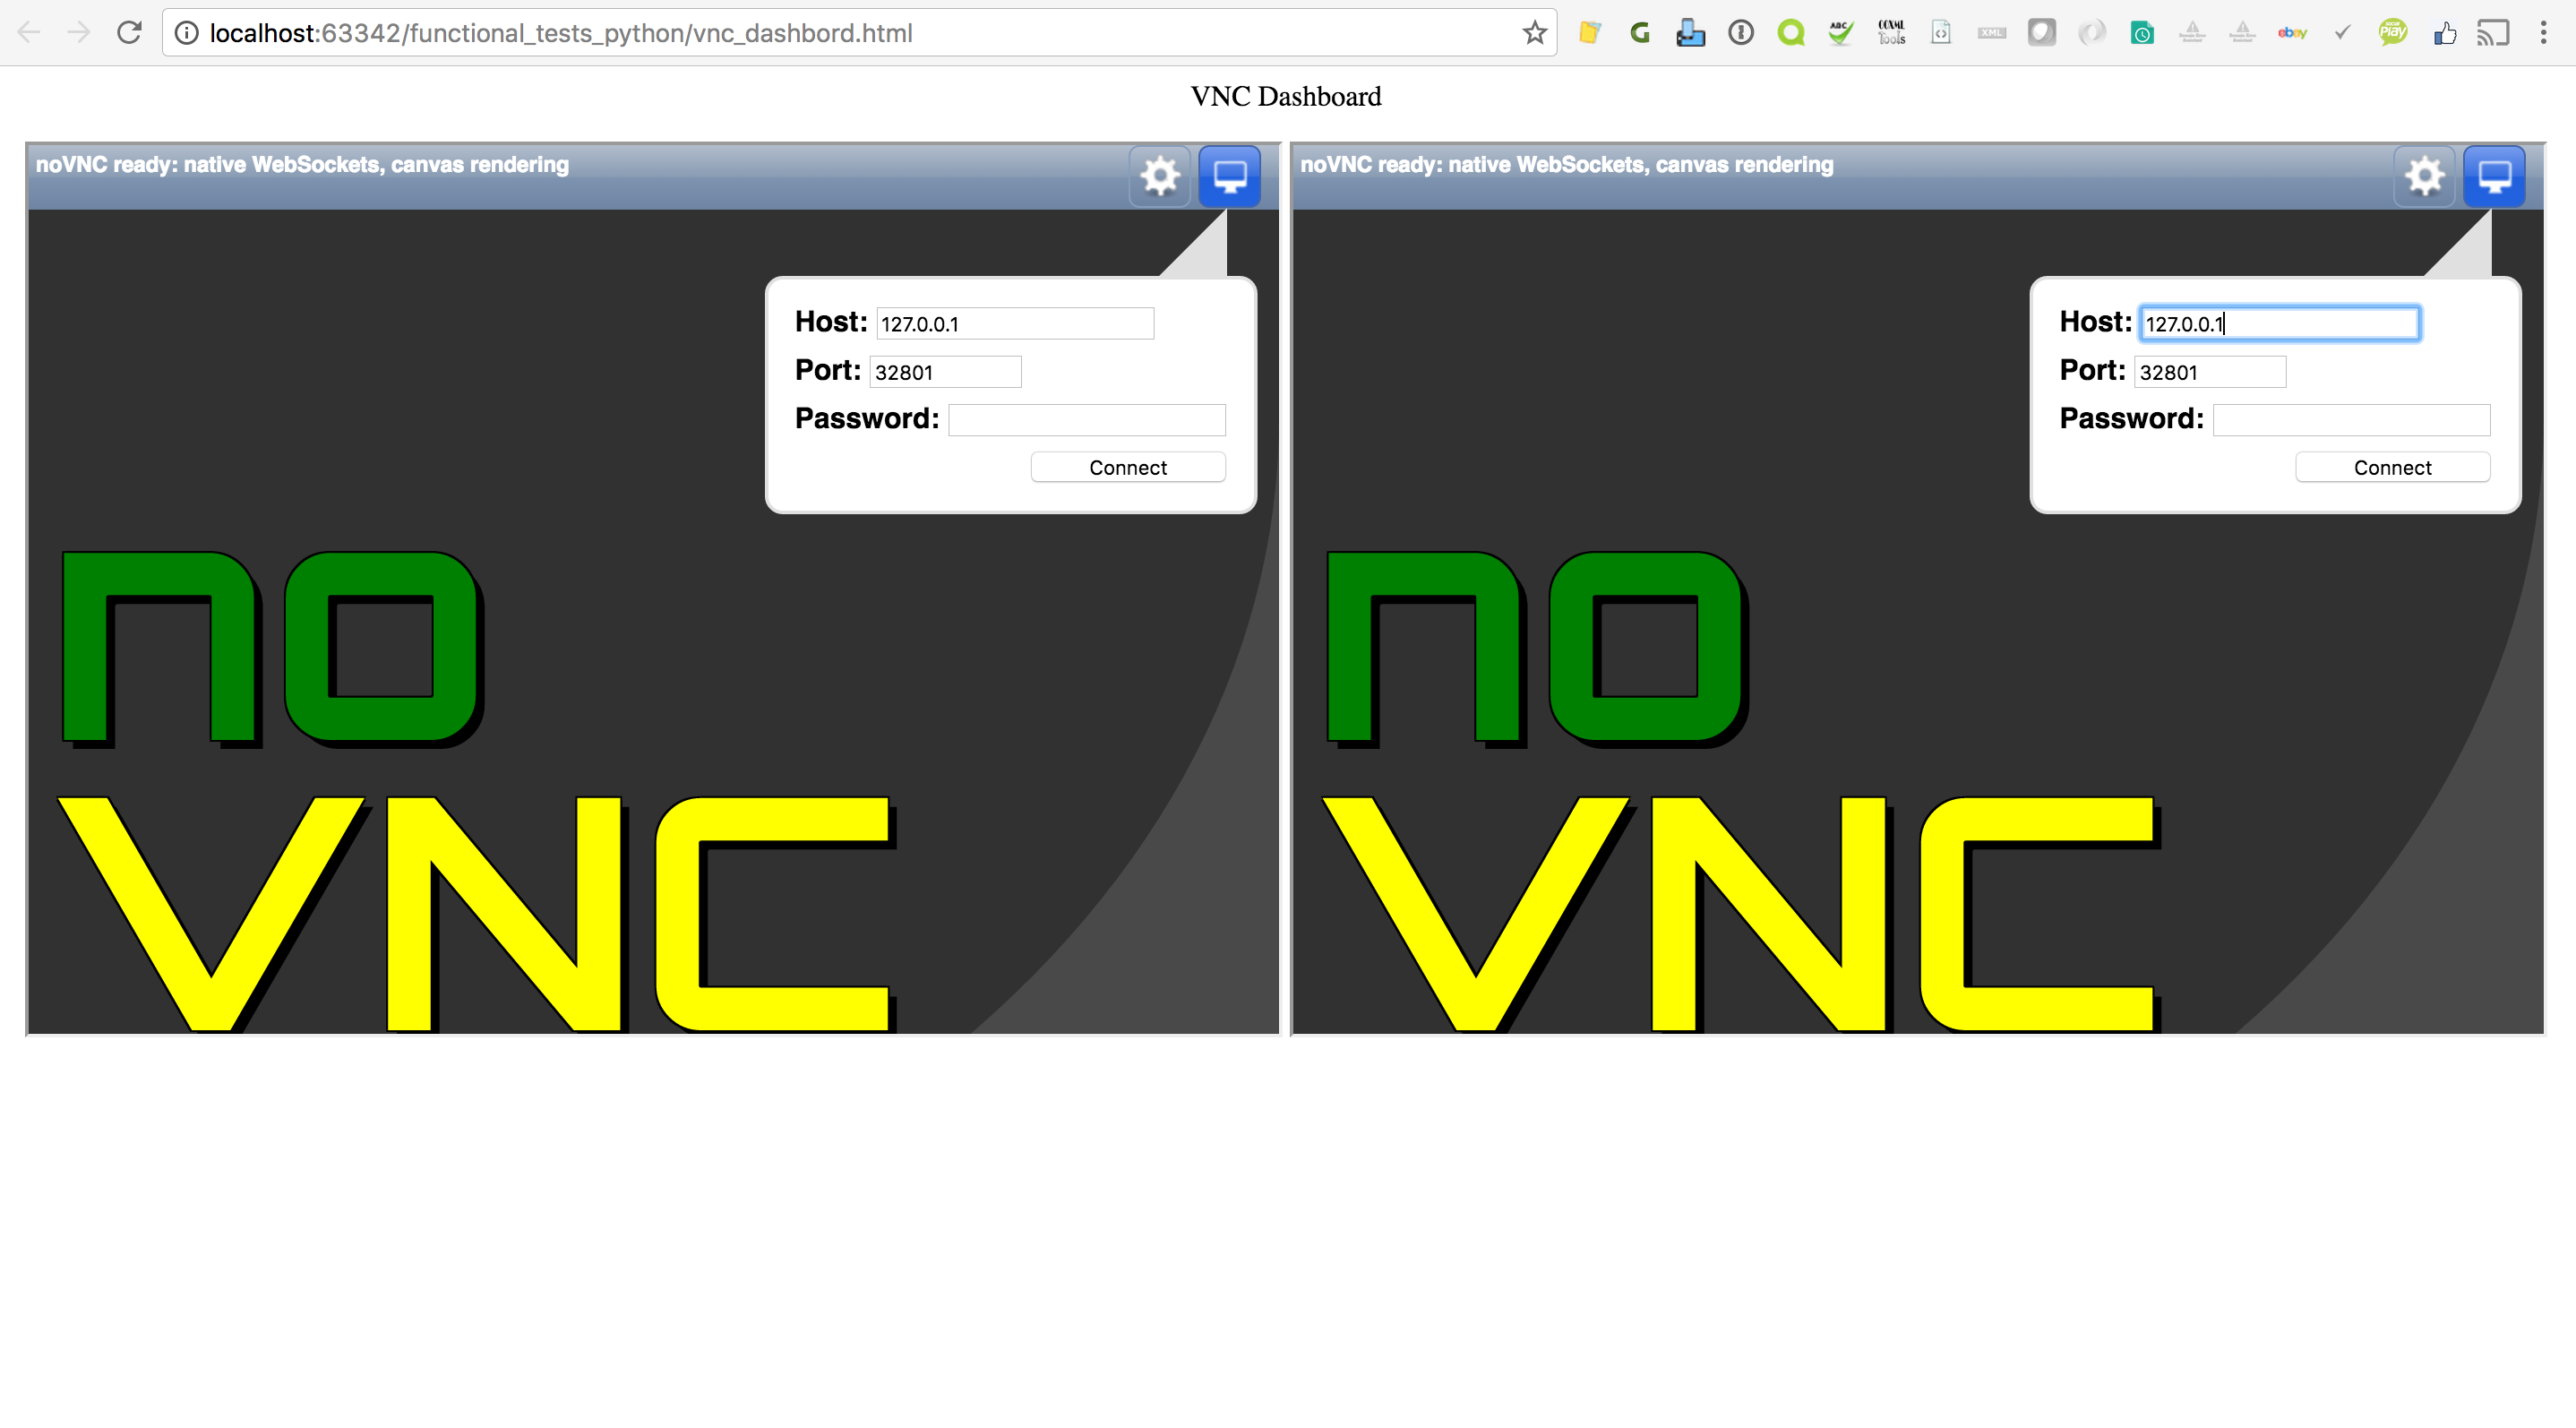 localhost:63342/functional_tests_python/vnc_dashbord.html
VNC Dashboard
noVNC ready: native WebSockets, canvas rendering
Host: 127.0.0.1
Port: 32801
Password:
Connect
no
VNC
noVNC ready: native WebSockets, canvas rendering
Host: 127.0.0.1
Port: 32801
Password:
Connect
no
VNC